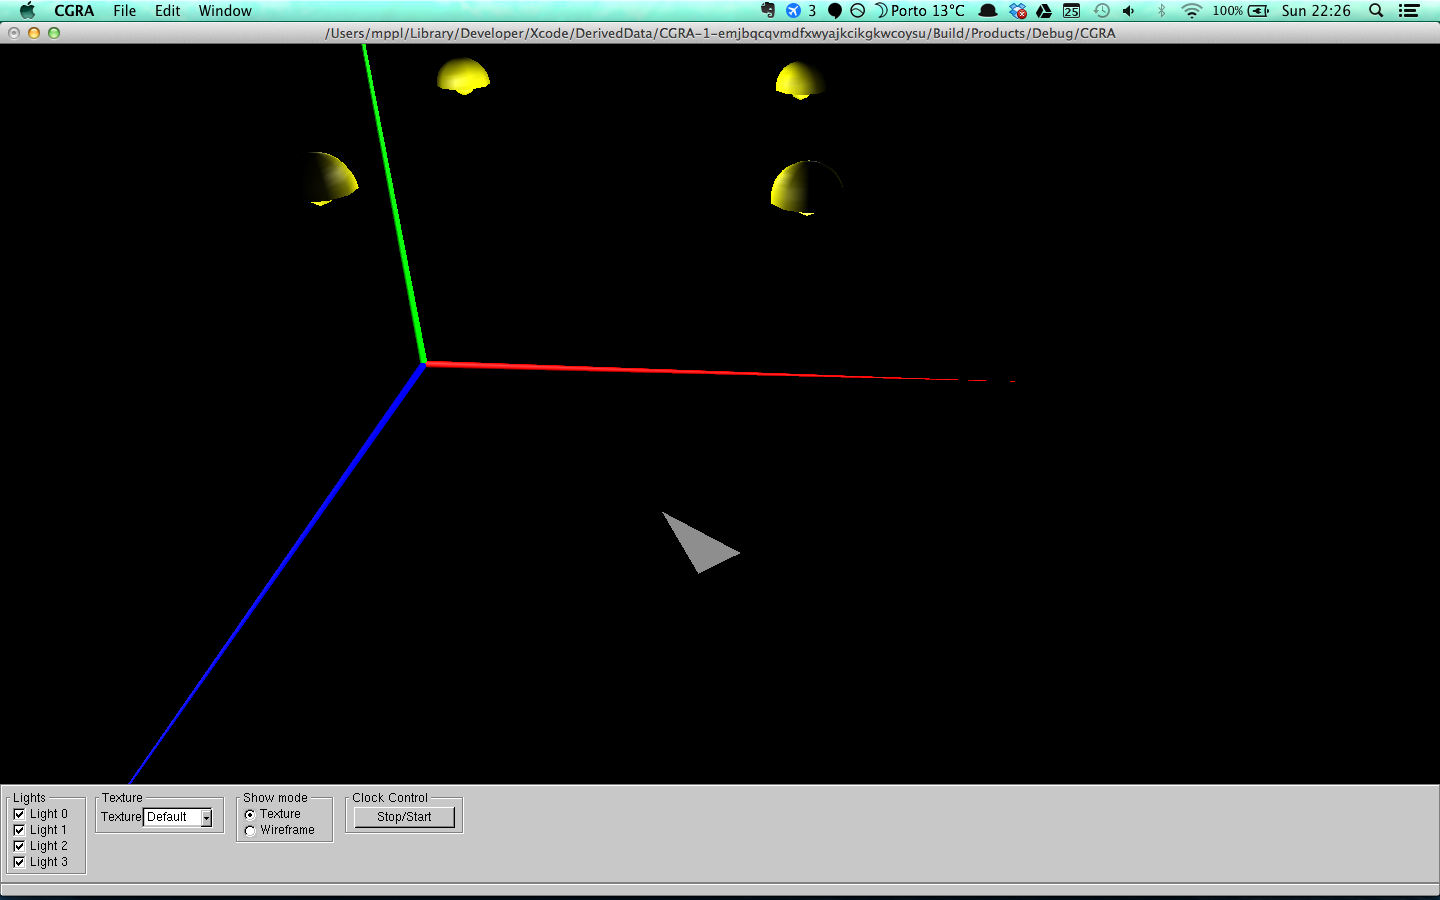 CGRA File Edit Window 3 Porto 13°C 25 100% Sun 22:26
/Users/mppl/Library/Developer/Xcode/DerivedData/CGRA-1-emjbqcqvmdfxwyajkcikgkwcoysu/Build/Products/Debug/CGRA
Lights Texture Show mode Clock Control
Light 0 Texture Default Texture Stop/Start
Light 1 Wireframe
Light 2
Light 3